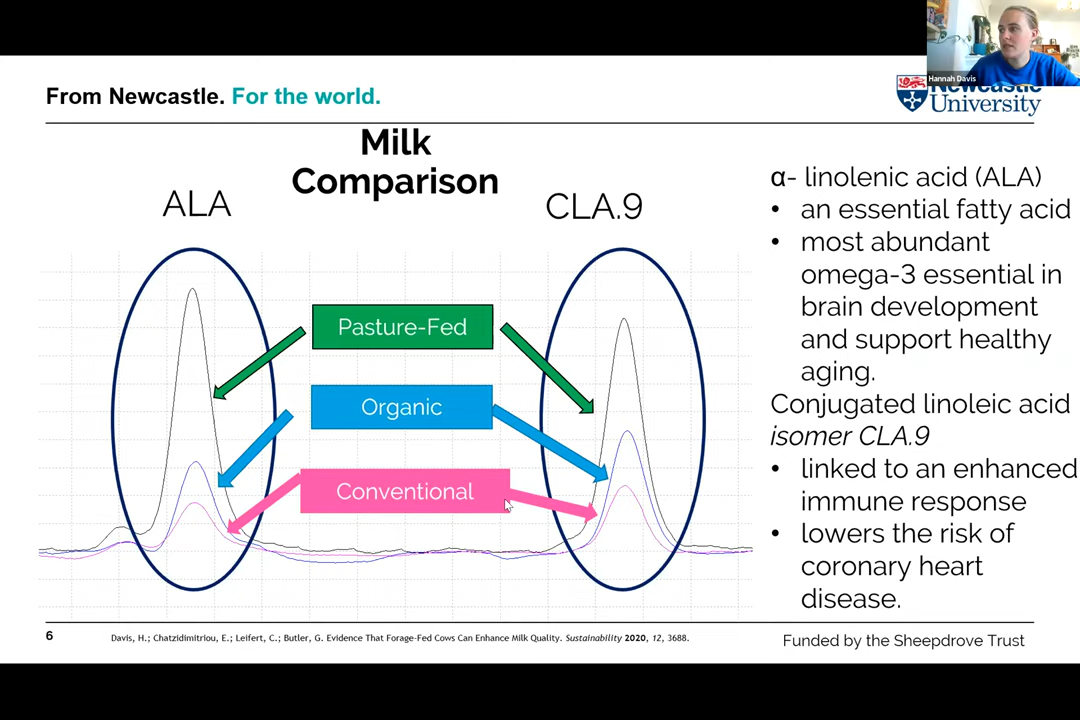 Hannah Davis
From Newcastle. For the world.
Newcastle
University
Milk
Comparison
ALA
CLA.9
Pasture-Fed
Organic
Conventional
α- linolenic acid (ALA)
• an essential fatty acid
• most abundant
omega-3 essential in
brain development
and support healthy
aging.
Conjugated linoleic acid
isomer CLA.9
• linked to an enhanced
immune response
• lowers the risk of
coronary heart
disease.
6
Davis, H.; Chatzidimitriou, E.; Leifert, C.; Butler, G. Evidence That Forage-Fed Cows Can Enhance Milk Quality. Sustainability 2020, 12, 3688.
Funded by the Sheepdrove Trust